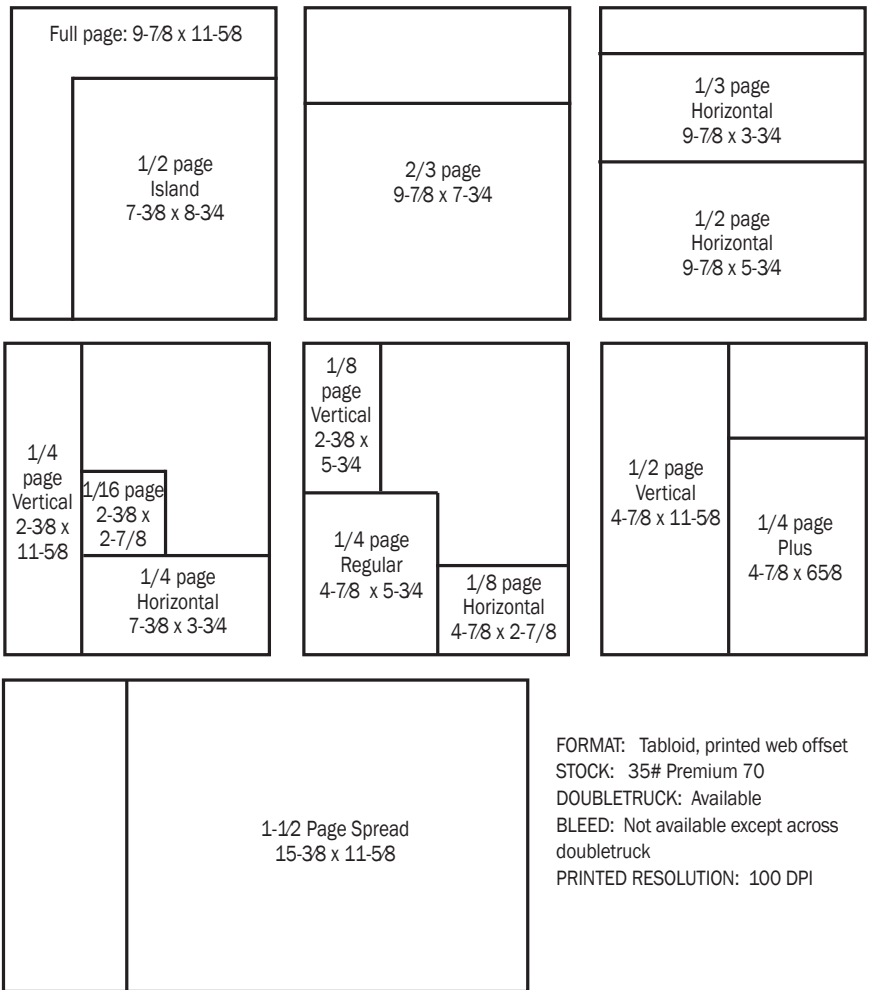 Full page: 9-7/8 x 11-5/8
1/2 page
Island
7-3/8 x 8-3/4
2/3 page
9-7/8 x 7-3/4
1/3 page
Horizontal
9-7/8 x 3-3/4
1/2 page
Horizontal
9-7/8 x 5-3/4
1/4
page
Vertical
2-3/8 x
11-5/8
1/16 page
2-3/8 x
2-7/8
1/4 page
Horizontal
7-3/8 x 3-3/4
1/8
page
Vertical
2-3/8 x
5-3/4
1/4 page
Regular
4-7/8 x 5-3/4
1/8 page
Horizontal
4-7/8 x 2-7/8
1/2 page
Vertical
4-7/8 x 11-5/8
1/4 page
Plus
4-7/8 x 65/8
1-1/2 Page Spread
15-3/8 x 11-5/8
FORMAT: Tabloid, printed web offset
STOCK: 35# Premium 70
DOUBLETRUCK: Available
BLEED: Not available except across
doubletruck
PRINTED RESOLUTION: 100 DPI